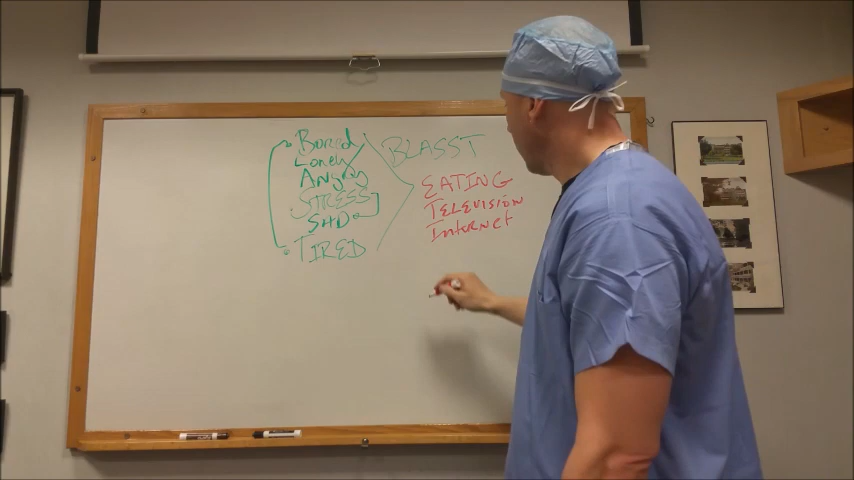 Bored
Lonely
Angry
STRESS
SAD
TIRED
BLASST
EATING
TELEVISION
Internet